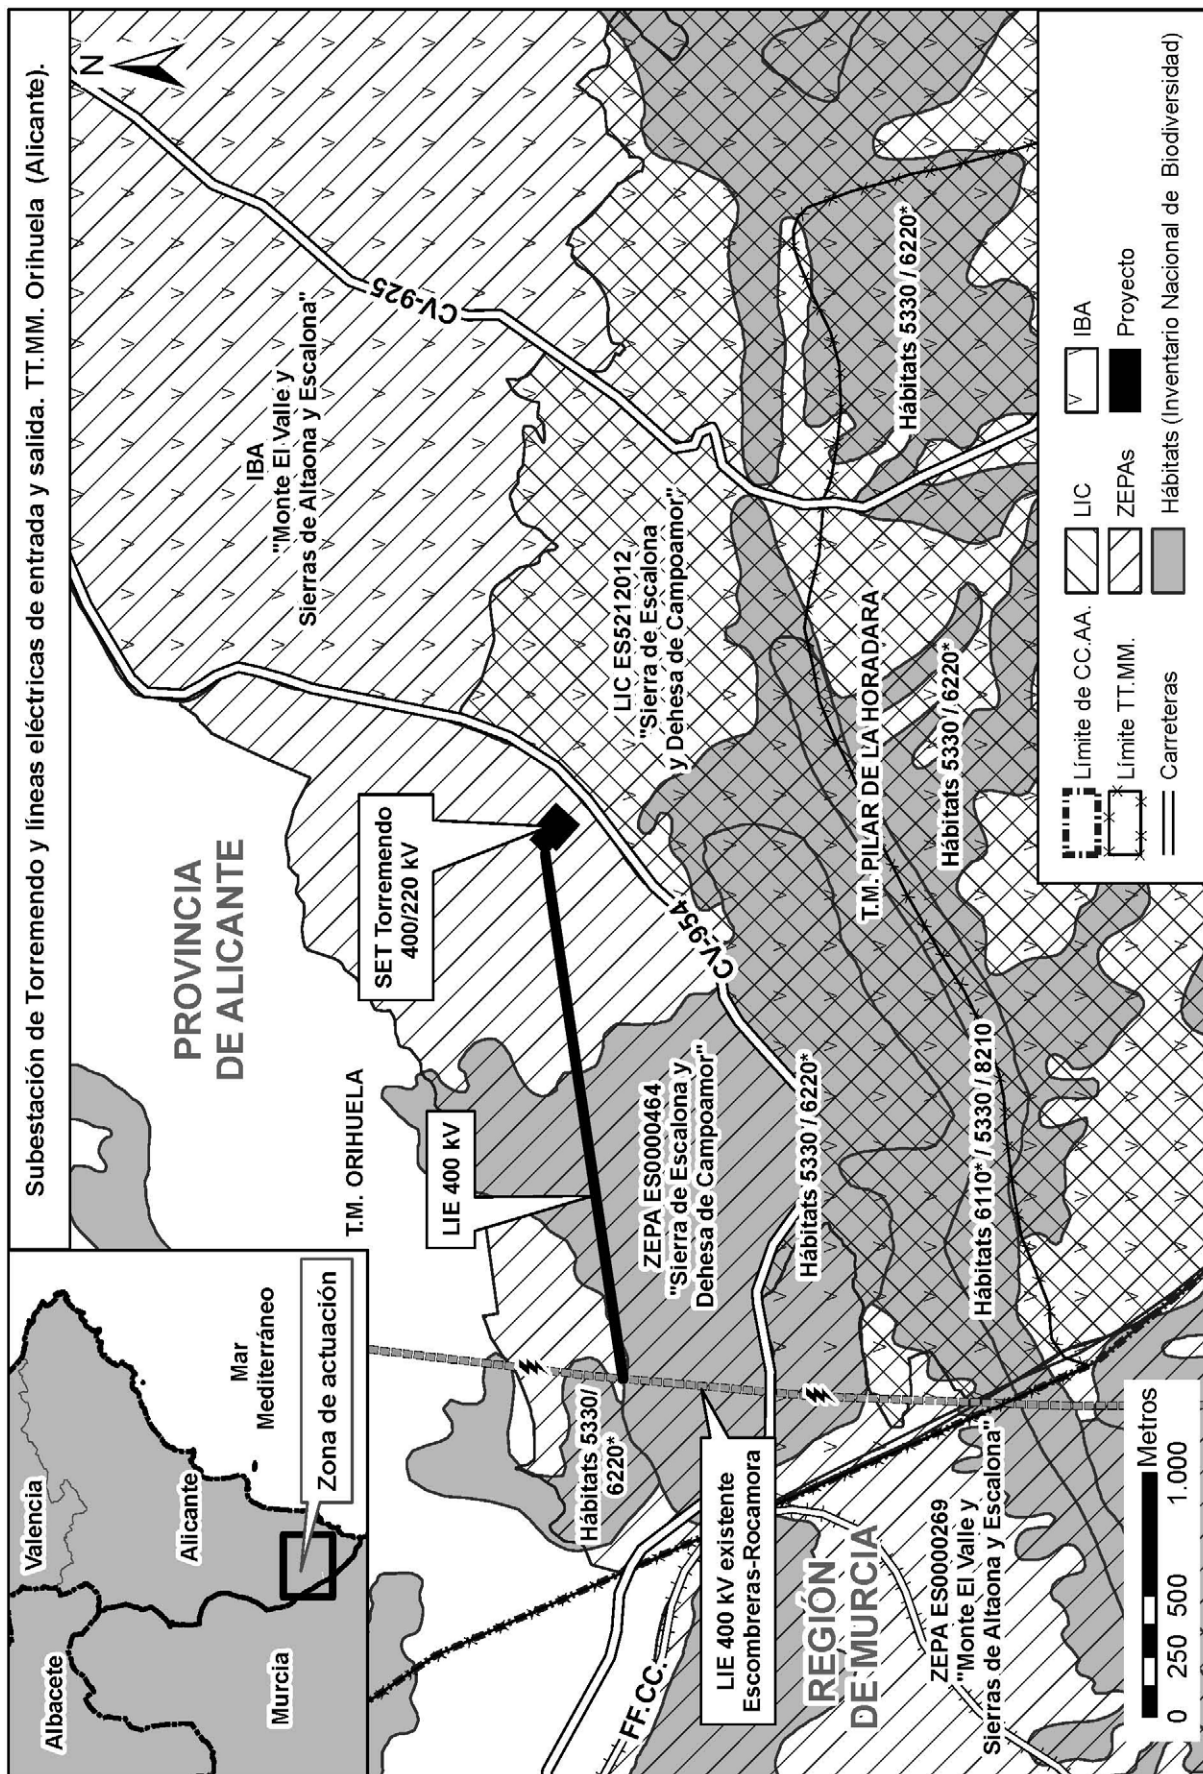 Subestación de Torremendo y líneas eléctricas de entrada y salida. TT.MM. Orihuela (Alicante).
Albacete
Valencia
Alicante
Murcia
Mar
Mediterráneo
Zona de actuación
N
PROVINCIA
DE ALICANTE
T.M. ORIHUELA
IBA
"Monte El Valle y
Sierras de Altaona y Escalona"
CV-925
SET Torremendo
400/220 kV
LIE 400 kV
LIC ES5212012
"Sierra de Escalona
y Dehesa de Campoamor"
CV-954
ZEPA ES0000464
"Sierra de Escalona y
Dehesa de Campoamor"
Hábitats 5330/
6220*
LIE 400 kV existente
Escombreras-Rocamora
FF.CC.
Hábitats 5330 / 6220*
T.M. PILAR DE LA HORADARA
Hábitats 5330 / 6220*
Hábitats 5330 / 6220*
Hábitats 6110* / 5330 / 8210
REGIÓN
DE MURCIA
ZEPA ES0000269
"Monte El Valle y
Sierras de Altaona y Escalona"
0 250 500 1.000
Metros
Límite de CC.AA.
LIC
IBA
Límite TT.MM.
ZEPAs
Proyecto
Carreteras
Hábitats (Inventario Nacional de Biodiversidad)